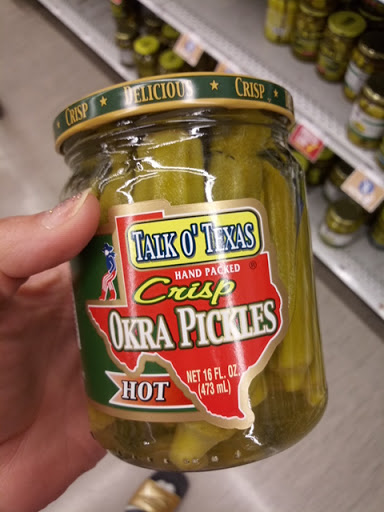 CRISP ★ DELICIOUS ★ CRISP
TALK O' TEXAS
HAND PACKED
Crisp
OKRA PICKLES
HOT
NET 16 FL. OZ.
(473 mL)